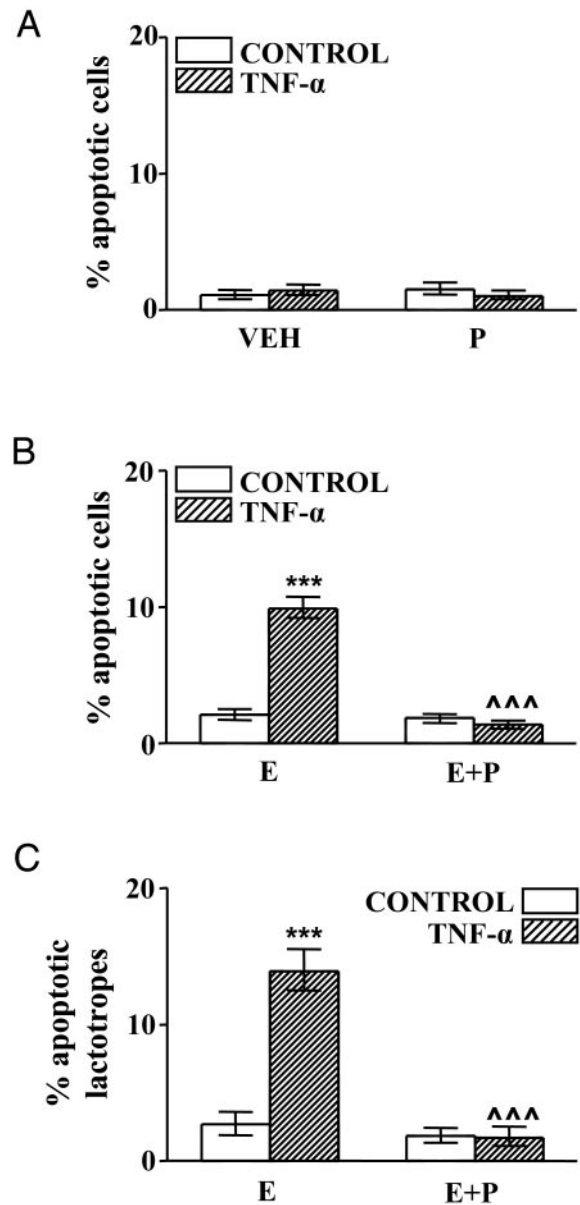 A
% apoptotic cells
20
10
0
CONTROL
TNF-α
VEH P
B
% apoptotic cells
20
10
0
CONTROL
TNF-α
***
^^^
E E+P
C
% apoptotic
lactotropes
20
10
0
CONTROL
TNF-α
***
^^^
E E+P